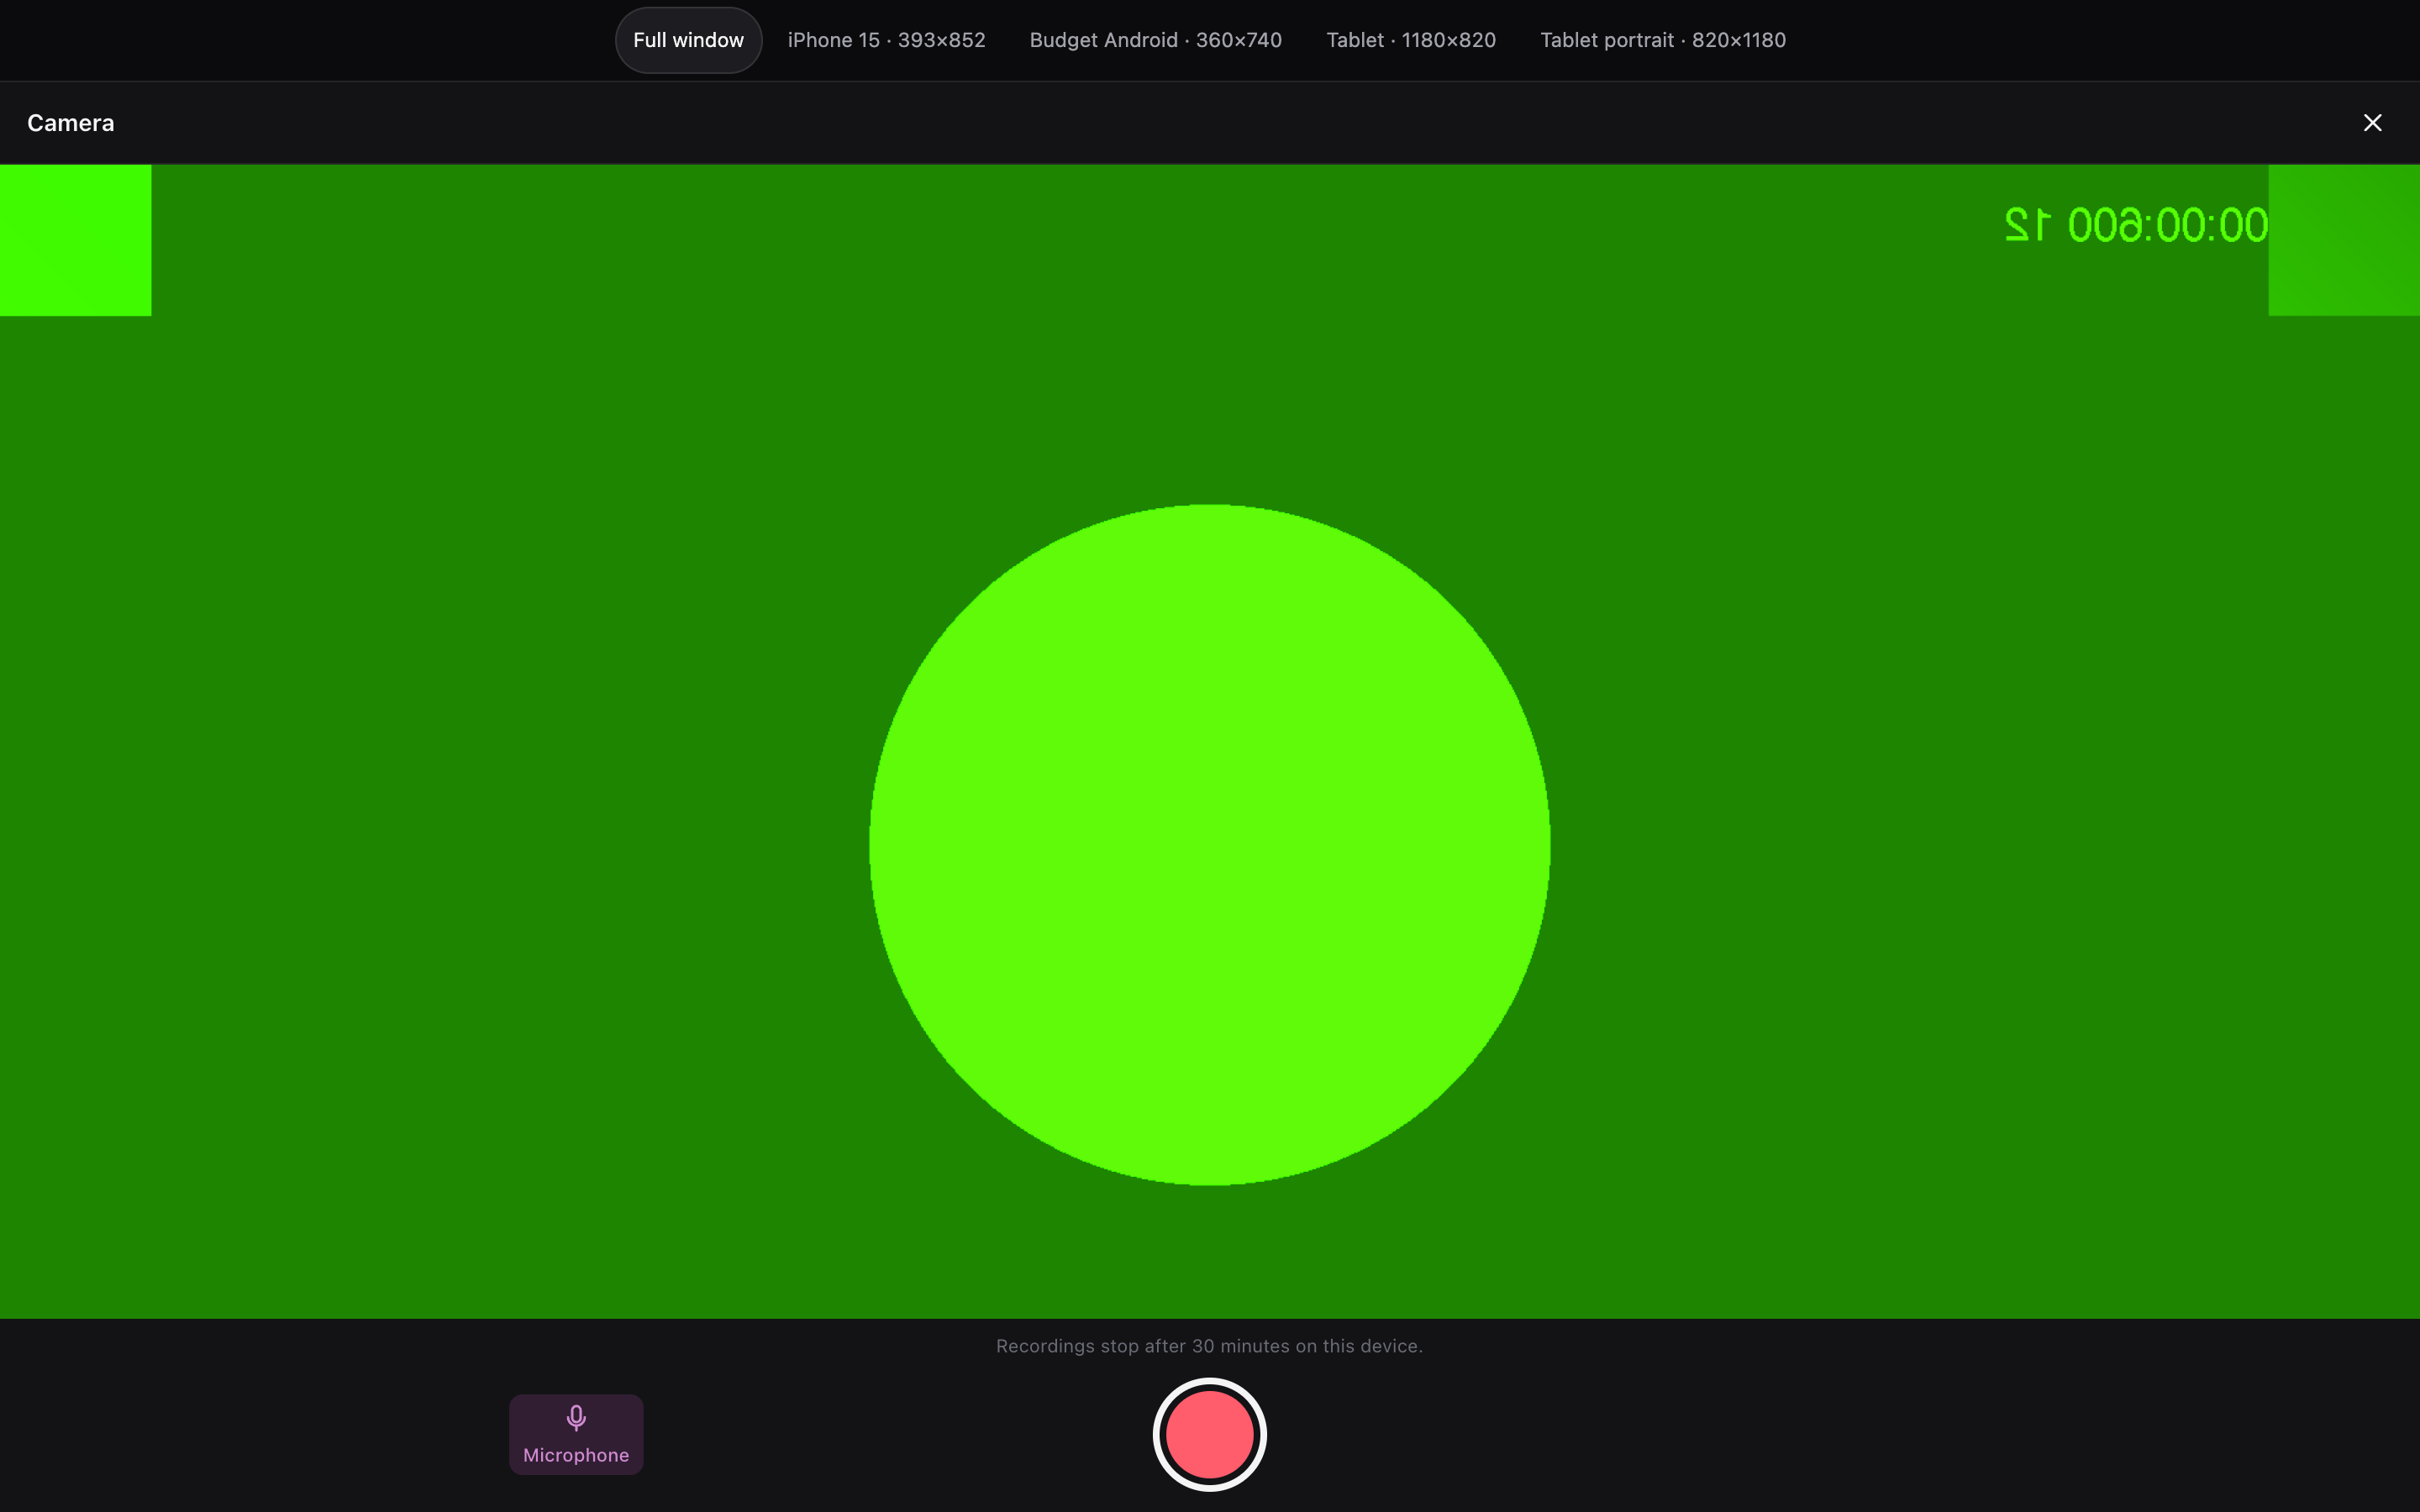 Full window
iPhone 15 · 393×852
Budget Android · 360×740
Tablet · 1180×820
Tablet portrait · 820×1180
Camera
00:00:600 12
Recordings stop after 30 minutes on this device.
Microphone